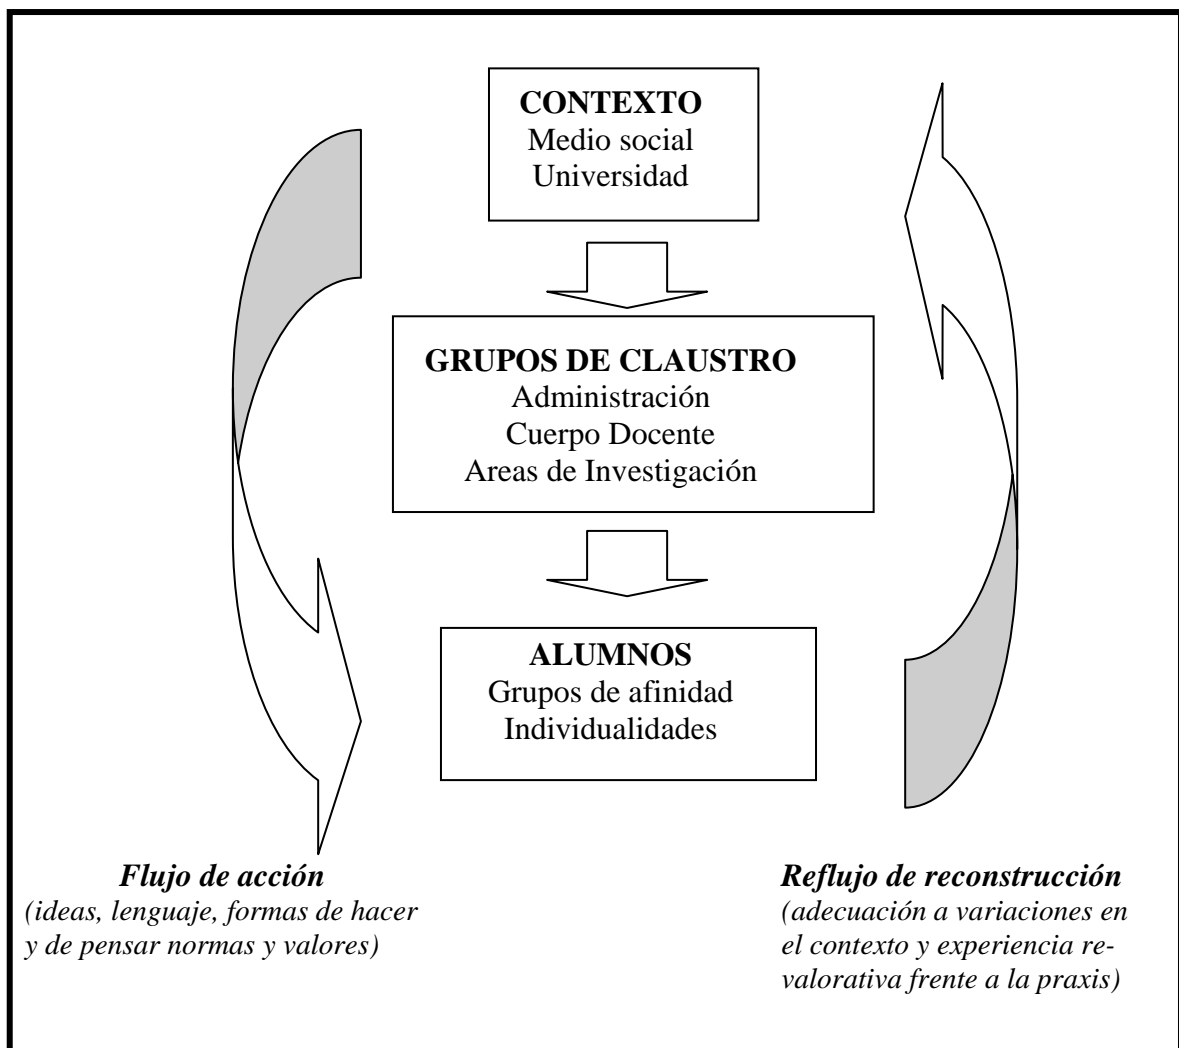 CONTEXTO
Medio social
Universidad
GRUPOS DE CLAUSTRO
Administración
Cuerpo Docente
Areas de Investigación
ALUMNOS
Grupos de afinidad
Individualidades
Flujo de acción
(ideas, lenguaje, formas de hacer
y de pensar normas y valores)
Reflujo de reconstrucción
(adecuación a variaciones en
el contexto y experiencia re-
valorativa frente a la praxis)